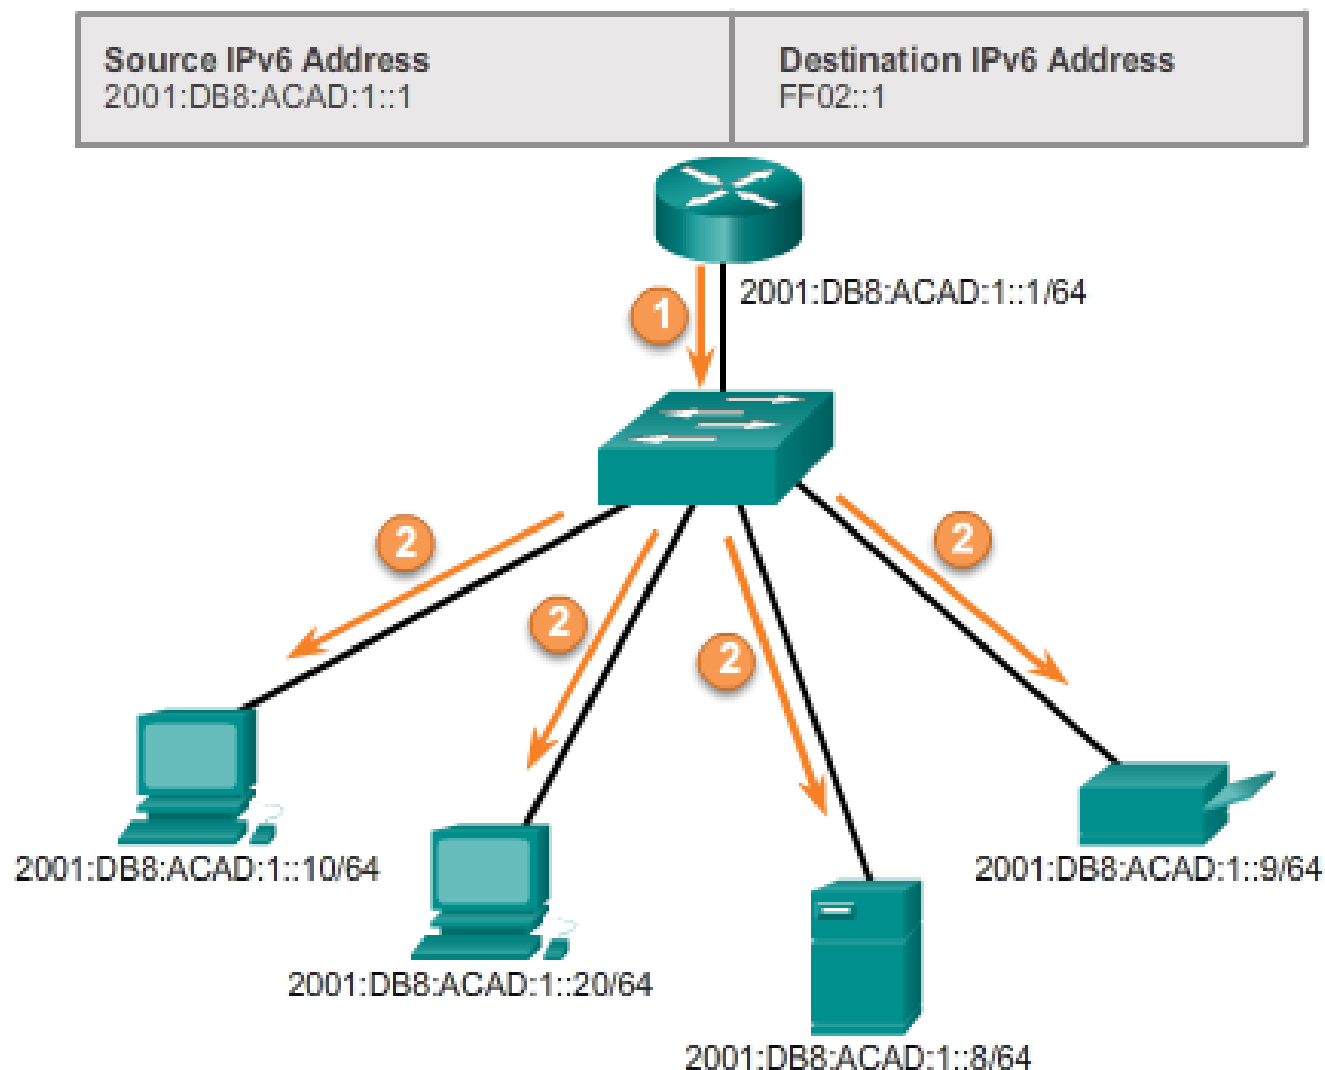 Source IPv6 Address
2001:DB8:ACAD:1::1
Destination IPv6 Address
FF02::1
2001:DB8:ACAD:1::1/64
1
2
2
2
2
2001:DB8:ACAD:1::10/64
2001:DB8:ACAD:1::9/64
2001:DB8:ACAD:1::20/64
2001:DB8:ACAD:1::8/64